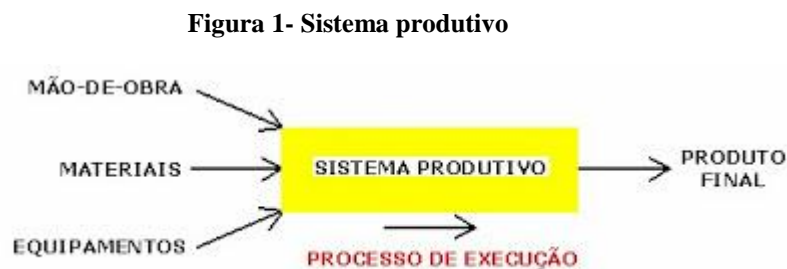 Figura 1- Sistema produtivo
MÃO-DE-OBRA
MATERIAIS
EQUIPAMENTOS
SISTEMA PRODUTIVO
PROCESSO DE EXECUÇÃO
PRODUTO
FINAL